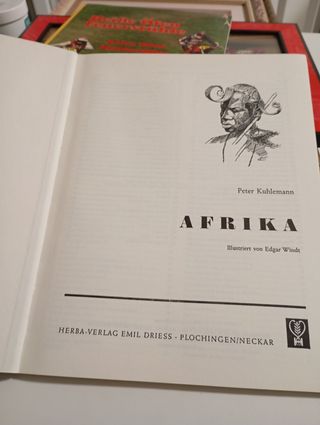 Peter Kuhlemann
AFRIKA
Illustriert von Edgar Windt
HERBA-VERLAG EMIL DRIESS - PLOCHINGEN/NECKAR